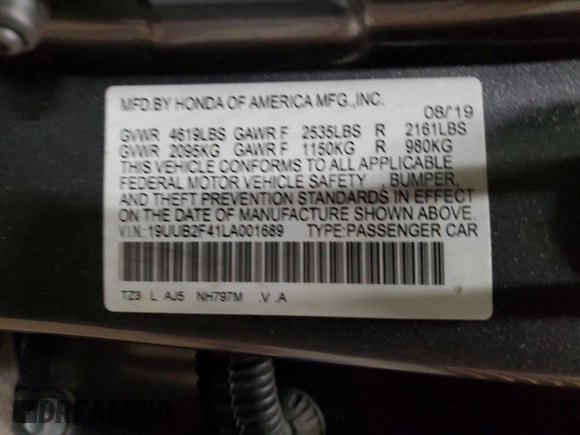 MFD.BY HONDA OF AMERICA MFG.,INC.
08/'19
GVWR 4619LBS GAWR F 2535LBS R 2161LBS
GVWR 2095KG GAWR F 1150KG R 980KG
THIS VEHICLE CONFORMS TO ALL APPLICABLE
FEDERAL MOTOR VEHICLE SAFETY , BUMPER,
AND THEFT PREVENTION STANDARDS IN EFFECT
ON THE DATE OF MANUFACTURE SHOWN ABOVE.
V.I.N.:19UUB2F41LA001689 TYPE:PASSENGER CAR
TZ3 L AJ5 NH797M .V .A
DREAMBID